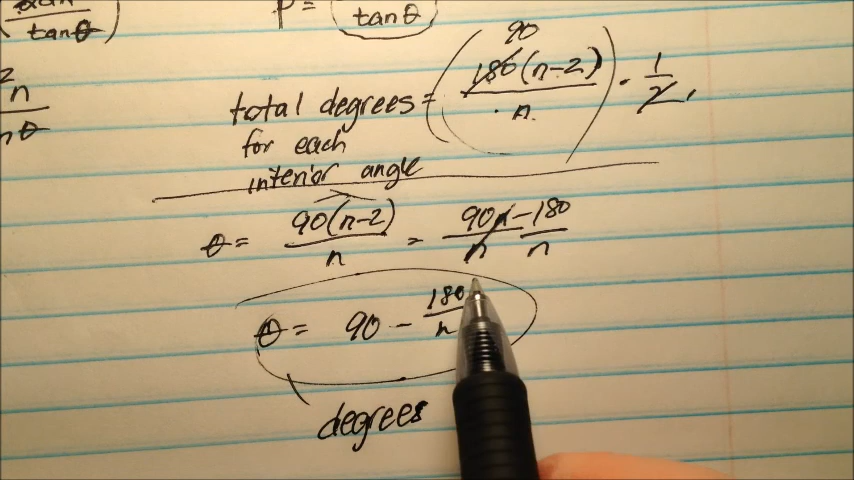 tanθ
P =
tanθ
2
n
90
180(n-2)
total degrees = n · 1/2
for each
interior angle
θ = 90(n-2)/n = 90n/n - 180/n
θ = 90 - 180/n
degrees